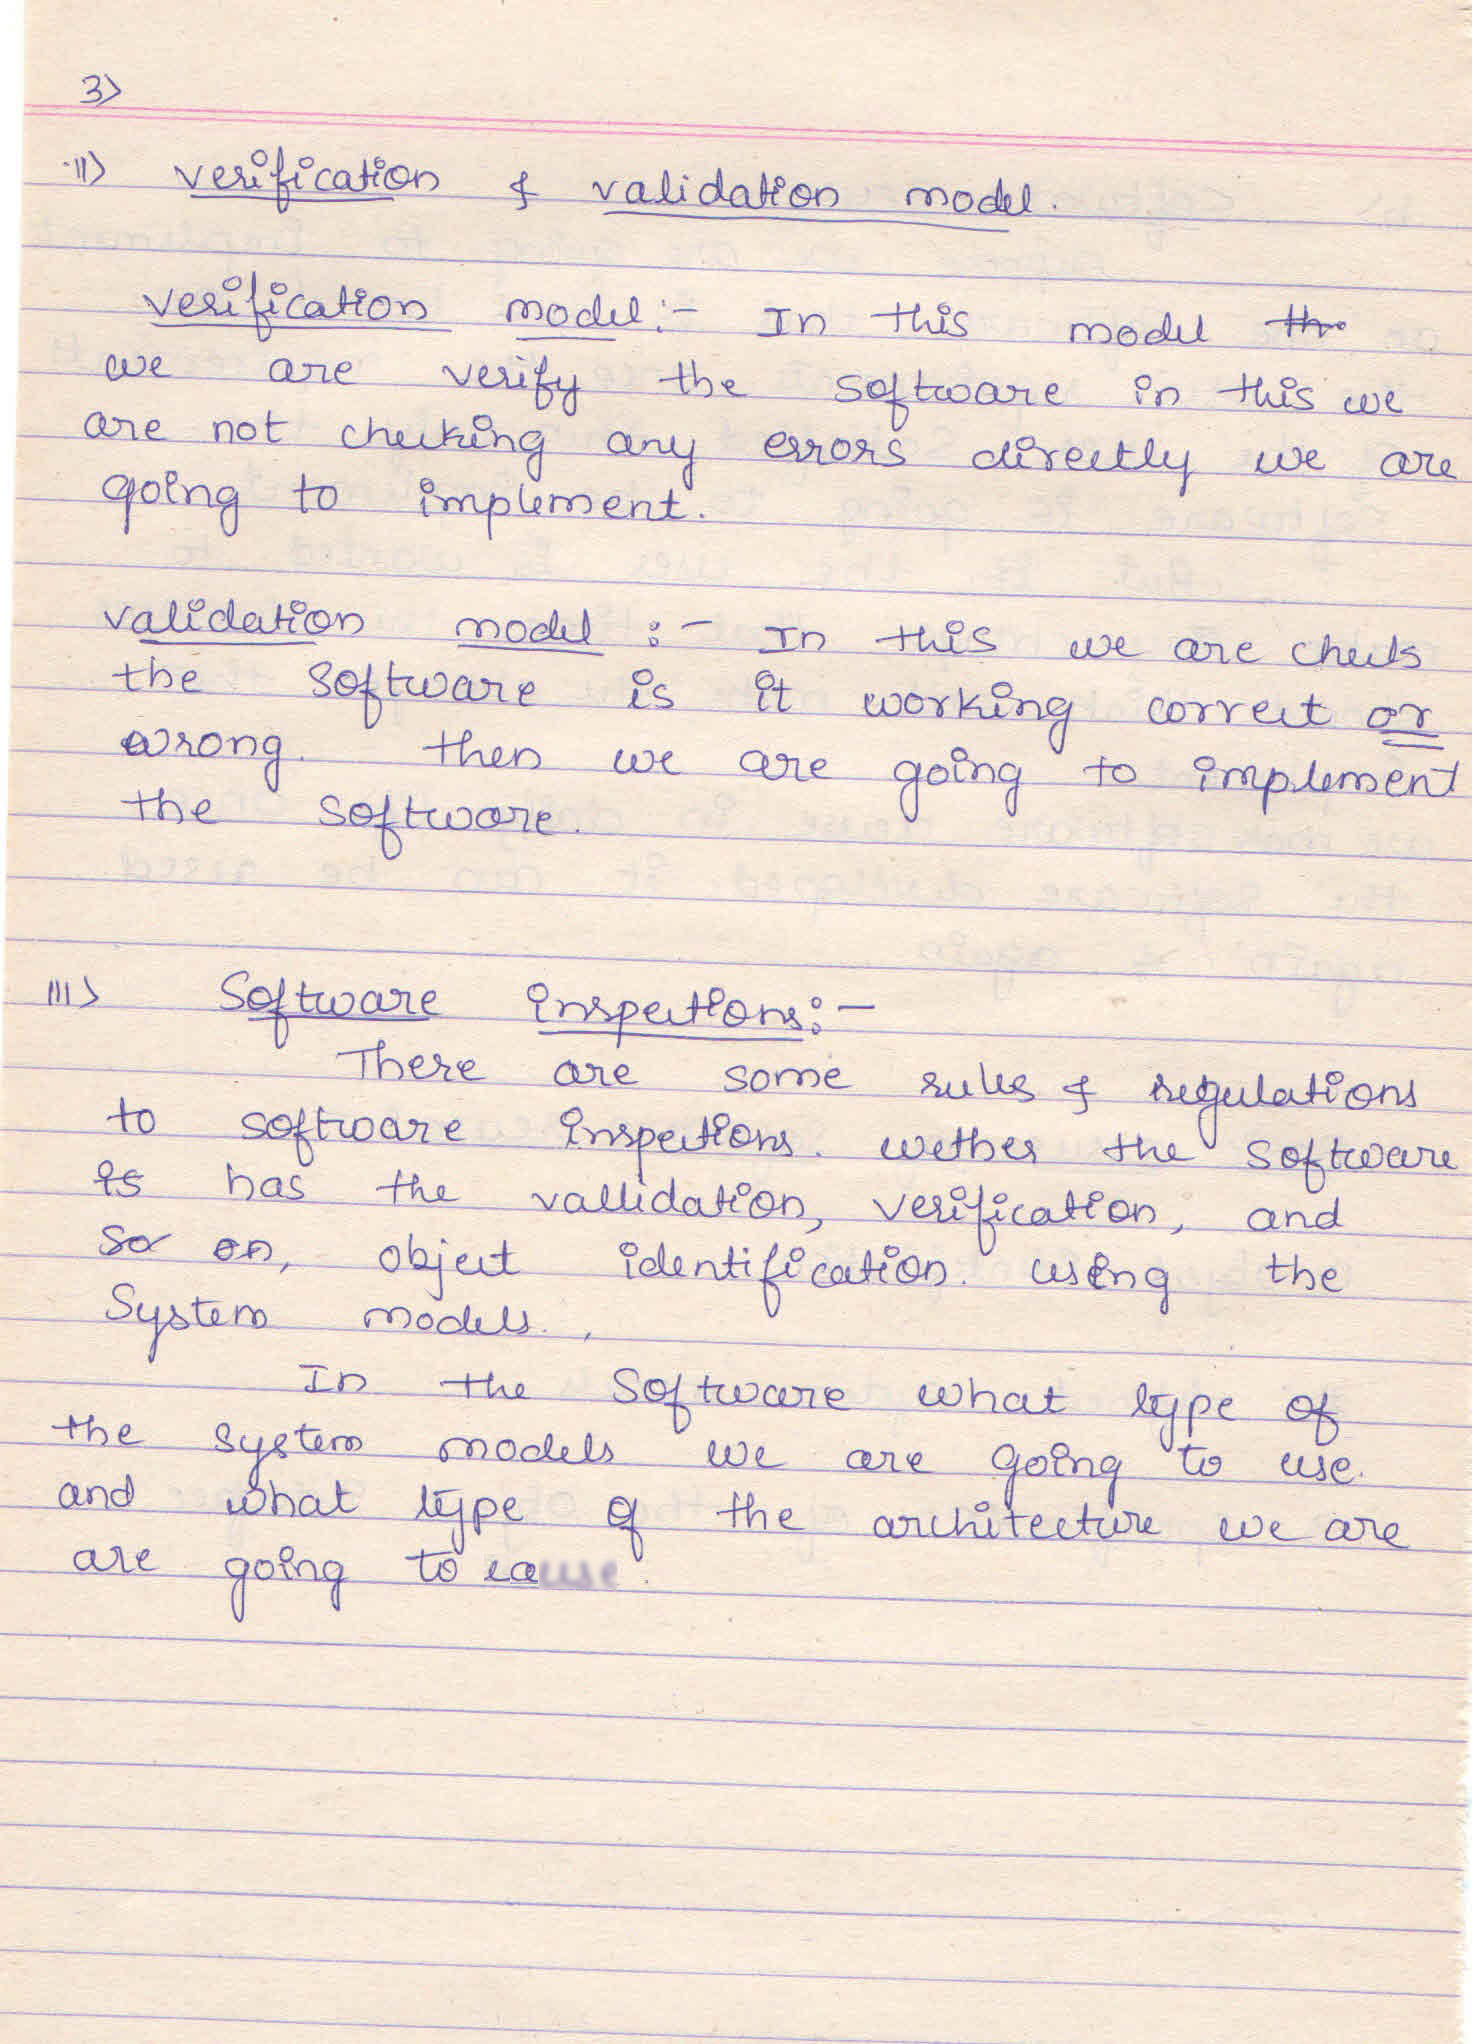 3)
ii) verification & validation model.
verification model:- In this model the
we are verify the software in this we
are not checking any errors directly we are
going to implement.
validation model :- In this we are check
the software is it working correct or
wrong. then we are going to implement
the software.
iii) Software inspections:-
There are some rules & regulations
to software inspections. wether the software
is has the vallidation, verification, and
so on, object identification. using the
System models.
In the software what type of
the system models we are going to use.
and what type of the architecture we are
are going to